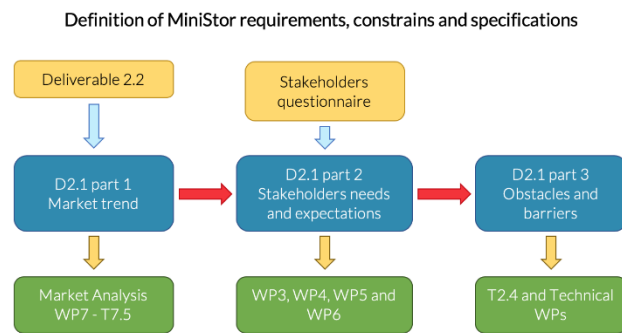 Definition of MiniStor requirements, constrains and specifications
Deliverable 2.2
Stakeholders
questionnaire
D2.1 part 1
Market trend
D2.1 part 2
Stakeholders needs
and expectations
D2.1 part 3
Obstacles and
barriers
Market Analysis
WP7 - T7.5
WP3, WP4, WP5 and
WP6
T2.4 and Technical
WPs